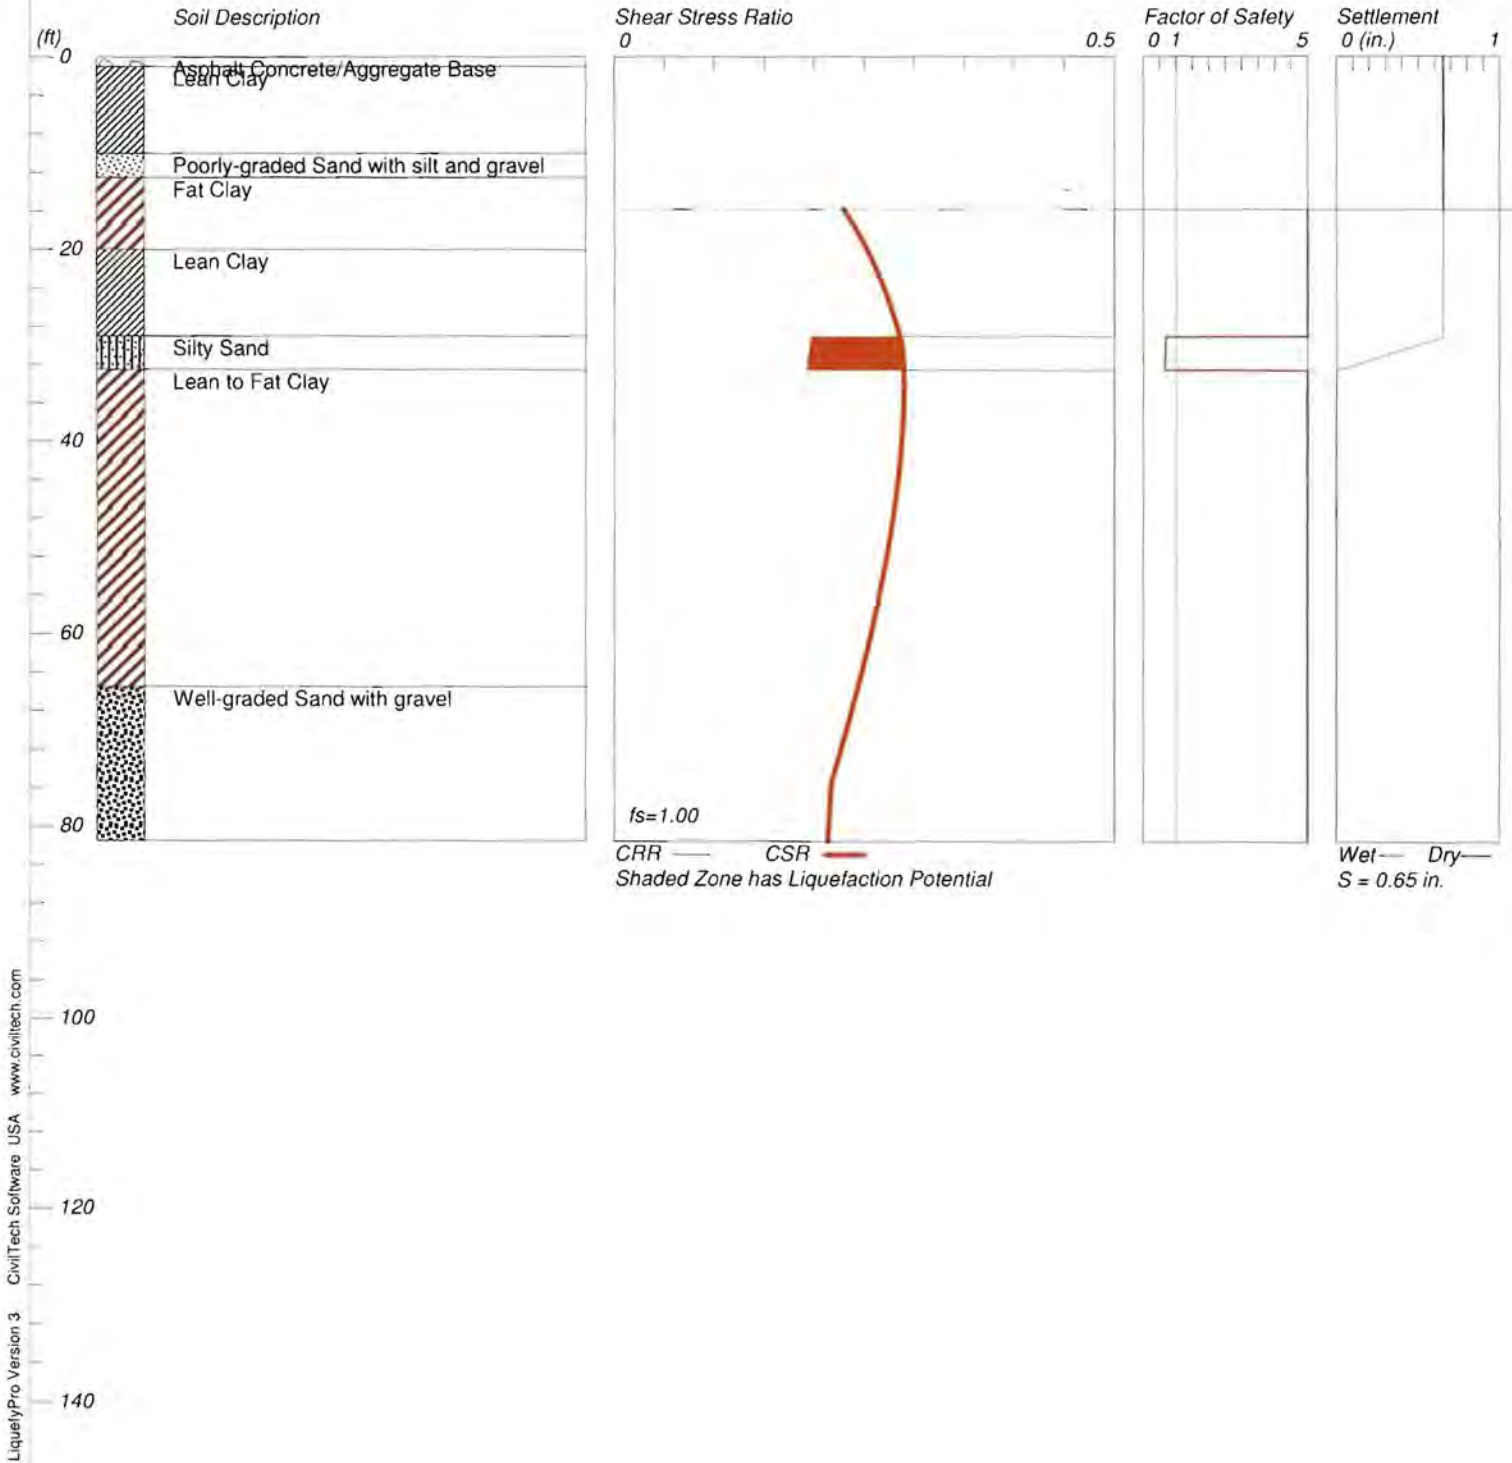 Soil Description
Shear Stress Ratio
Factor of Safety
Settlement
(ft)
0
0.5
0 1
5
0 (in.)
1
0
Asphalt Concrete/Aggregate Base
Lean Clay
Poorly-graded Sand with silt and gravel
Fat Clay
20
Lean Clay
Silty Sand
Lean to Fat Clay
40
60
Well-graded Sand with gravel
80
fs=1.00
CRR
CSR
Shaded Zone has Liquefaction Potential
Wet
Dry
S = 0.65 in.
100
120
140
LiquefyPro Version 3 CivilTech Software USA www.civiltech.com